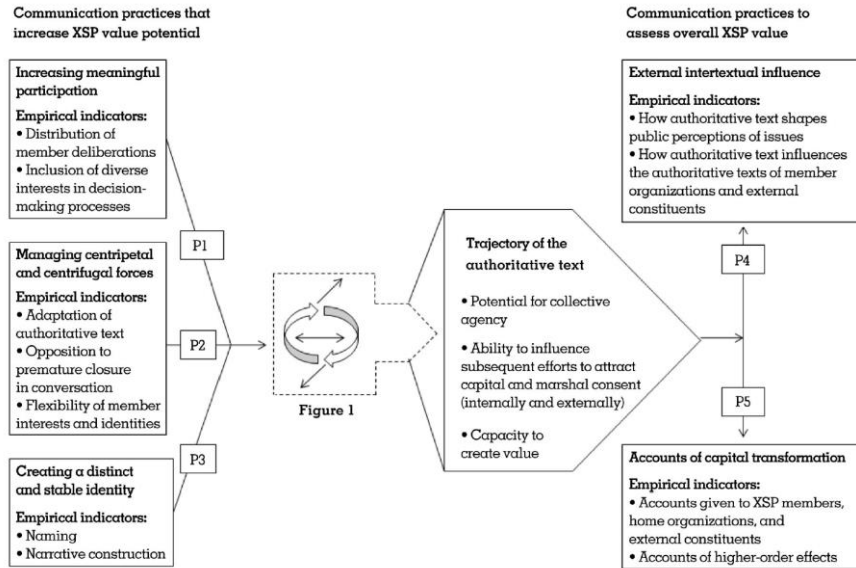 Communication practices that
increase XSP value potential
Increasing meaningful
participation
Empirical indicators:
• Distribution of
member deliberations
• Inclusion of diverse
interests in decision-
making processes
P1
Managing centripetal
and centrifugal forces
Empirical indicators:
• Adaptation of
authoritative text
• Opposition to
premature closure
in conversation
• Flexibility of member
interests and identities
P2
Creating a distinct
and stable identity
Empirical indicators:
• Naming
• Narrative construction
P3
Figure 1
Trajectory of the
authoritative text
• Potential for collective
agency
• Ability to influence
subsequent efforts to attract
capital and marshal consent
(internally and externally)
• Capacity to
create value
Communication practices to
assess overall XSP value
External intertextual influence
Empirical indicators:
• How authoritative text shapes
public perceptions of issues
• How authoritative text influences
the authoritative texts of member
organizations and external
constituents
P4
P5
Accounts of capital transformation
Empirical indicators:
• Accounts given to XSP members,
home organizations, and
external constituents
• Accounts of higher-order effects